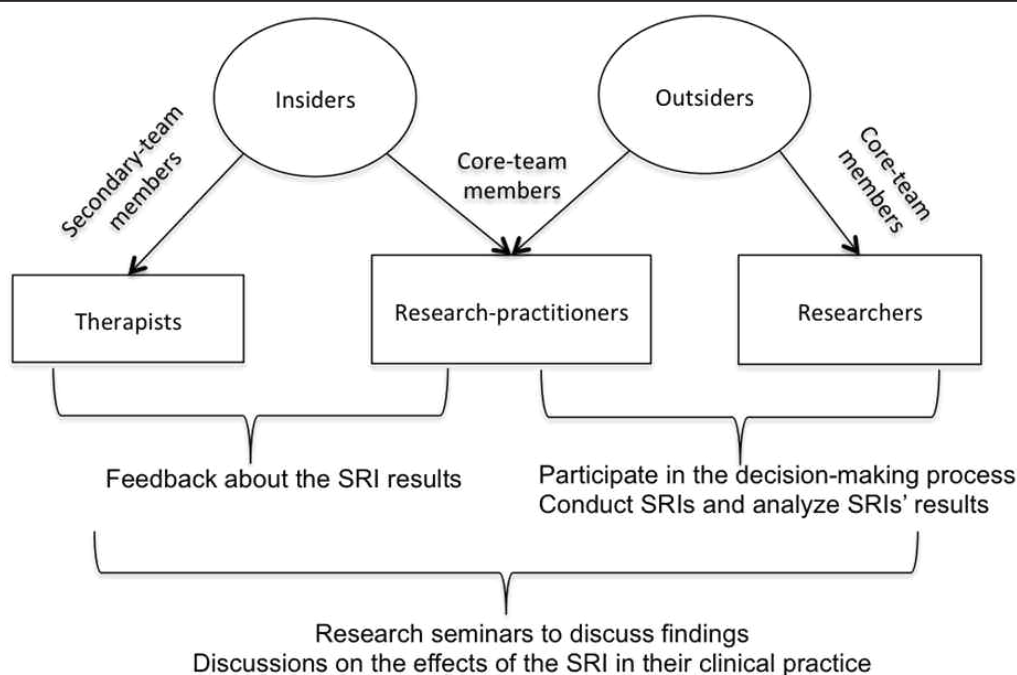 Insiders
Outsiders
Secondary-team
members
Core-team
members
Core-team
members
Therapists
Research-practitioners
Researchers
Feedback about the SRI results
Participate in the decision-making process
Conduct SRIs and analyze SRIs’ results
Research seminars to discuss findings
Discussions on the effects of the SRI in their clinical practice